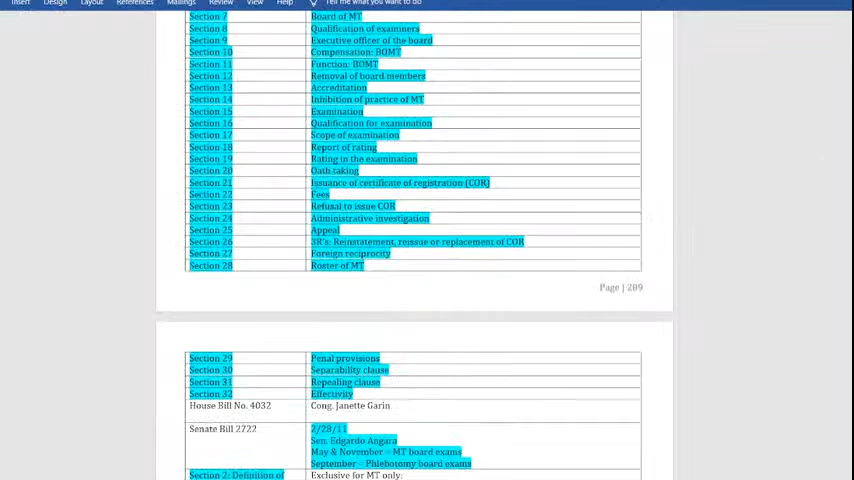 Insert Design Layout References Mailings Review View Help Tell me what you want to do
Section 7 Board of MT
Section 8 Qualification of examiners
Section 9 Executive officer of the board
Section 10 Compensation: BOMT
Section 11 Function: BOMT
Section 12 Removal of board members
Section 13 Accreditation
Section 14 Inhibition of practice of MT
Section 15 Examination
Section 16 Qualification for examination
Section 17 Scope of examination
Section 18 Report of rating
Section 19 Rating in the examination
Section 20 Oath taking
Section 21 Issuance of certificate of registration (COR)
Section 22 Fees
Section 23 Refusal to issue COR
Section 24 Administrative investigation
Section 25 Appeal
Section 26 3R's: Reinstatement, reissue or replacement of COR
Section 27 Foreign reciprocity
Section 28 Roster of MT
Page | 289
Section 29 Penal provisions
Section 30 Separability clause
Section 31 Repealing clause
Section 32 Effectivity
House Bill No. 4032 Cong. Janette Garin
Senate Bill 2722 2/28/11
Sen. Edgardo Angara
May & November – MT board exams
September – Phlebotomy board exams
Section 2: Definition of Exclusive for MT only: